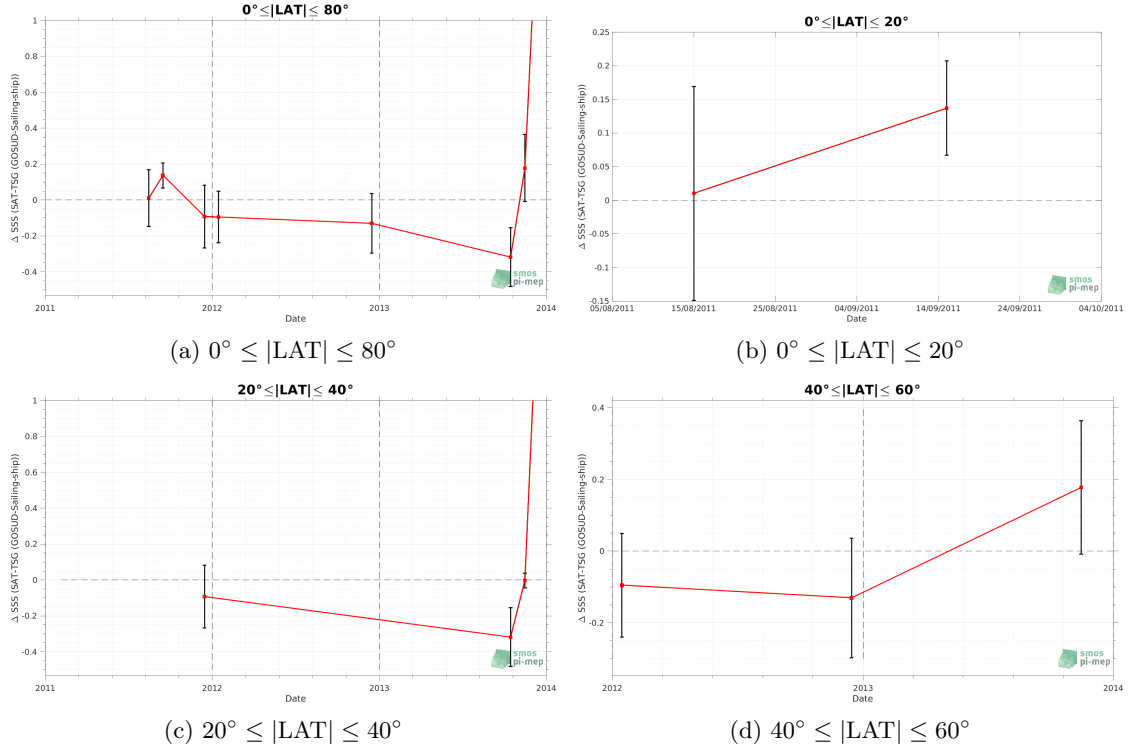 0°≤|LAT|≤ 80°
Δ SSS (SAT-TSG (GOSUD-Sailing-ship))
1
0.8
0.6
0.4
0.2
0
-0.2
-0.4
2011
2012
2013
2014
Date
smos
pi-mep
(a) 0° ≤ |LAT| ≤ 80°
0°≤|LAT|≤ 20°
Δ SSS (SAT-TSG (GOSUD-Sailing-ship))
0.25
0.2
0.15
0.1
0.05
0
-0.05
-0.1
-0.15
05/08/2011
15/08/2011
25/08/2011
04/09/2011
14/09/2011
24/09/2011
04/10/2011
Date
smos
pi-mep
(b) 0° ≤ |LAT| ≤ 20°
20°≤|LAT|≤ 40°
Δ SSS (SAT-TSG (GOSUD-Sailing-ship))
1
0.8
0.6
0.4
0.2
0
-0.2
-0.4
2011
2012
2013
2014
Date
smos
pi-mep
(c) 20° ≤ |LAT| ≤ 40°
40°≤|LAT|≤ 60°
Δ SSS (SAT-TSG (GOSUD-Sailing-ship))
0.4
0.2
0
-0.2
2012
2013
2014
Date
smos
pi-mep
(d) 40° ≤ |LAT| ≤ 60°